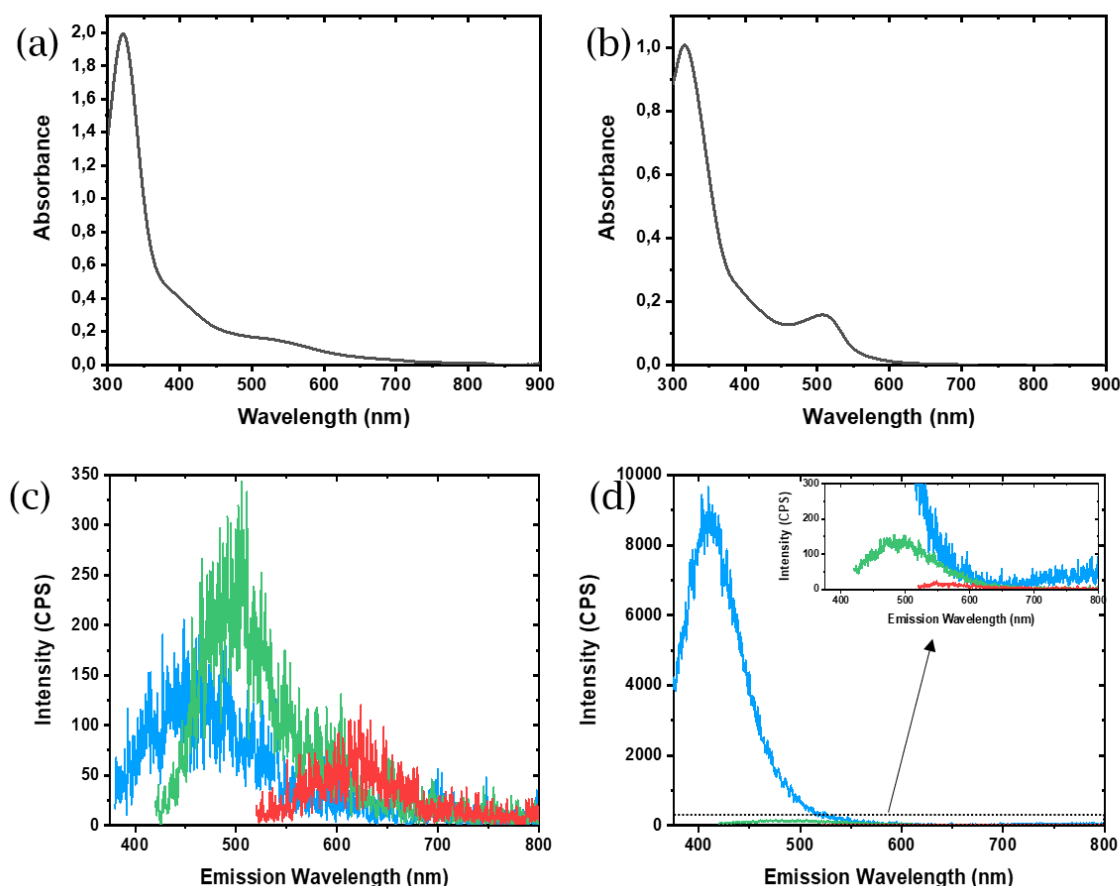 (a)
2,0
1,8
1,6
1,4
1,2
1,0
0,8
0,6
0,4
0,2
0,0
Absorbance
300 400 500 600 700 800 900
Wavelength (nm)
(b)
1,0
0,8
0,6
0,4
0,2
0,0
Absorbance
300 400 500 600 700 800 900
Wavelength (nm)
(c)
350
300
250
200
150
100
50
0
Intensity (CPS)
400 500 600 700 800
Emission Wavelength (nm)
(d)
10000
8000
6000
4000
2000
0
Intensity (CPS)
400 500 600 700 800
Emission Wavelength (nm)
300
200
100
0
Intensity (CPS)
400 500 600 700 800
Emission Wavelength (nm)